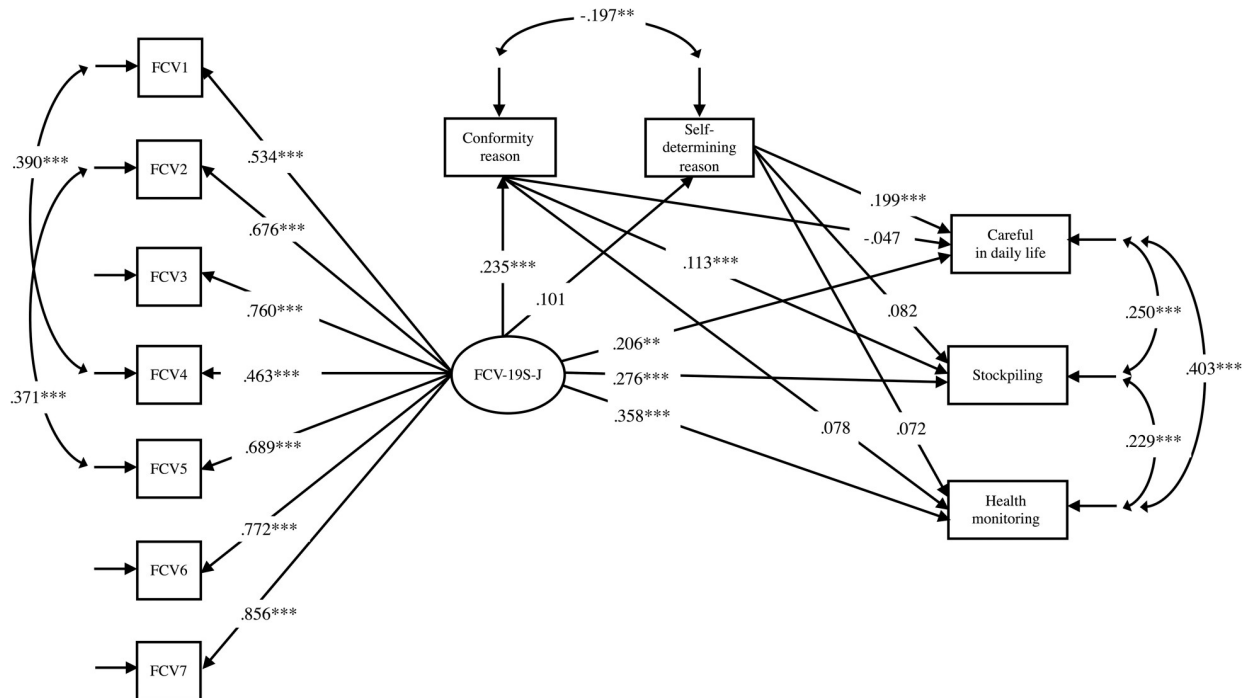 -.197**
FCV1
.390***
.534***
Conformity
reason
Self-
determining
reason
FCV2
.676***
.199***
-.047
Careful
in daily life
FCV3
.235***
.113***
.760***
.101
.082
.250***
.206**
FCV4
.463***
FCV-19S-J
.276***
Stockpiling
.403***
.371***
.358***
.689***
.078
.072
.229***
FCV5
Health
monitoring
.772***
FCV6
.856***
FCV7